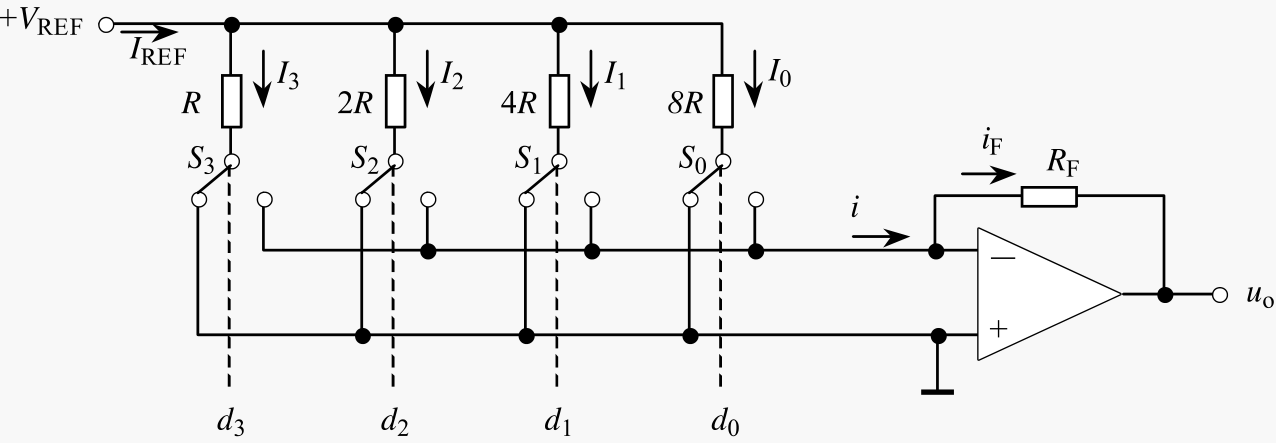 +V_REF
I_REF
I_3 I_2 I_1 I_0
R 2R 4R 8R
S_3 S_2 S_1 S_0
i_F R_F
i
−
u_o
+
d_3 d_2 d_1 d_0